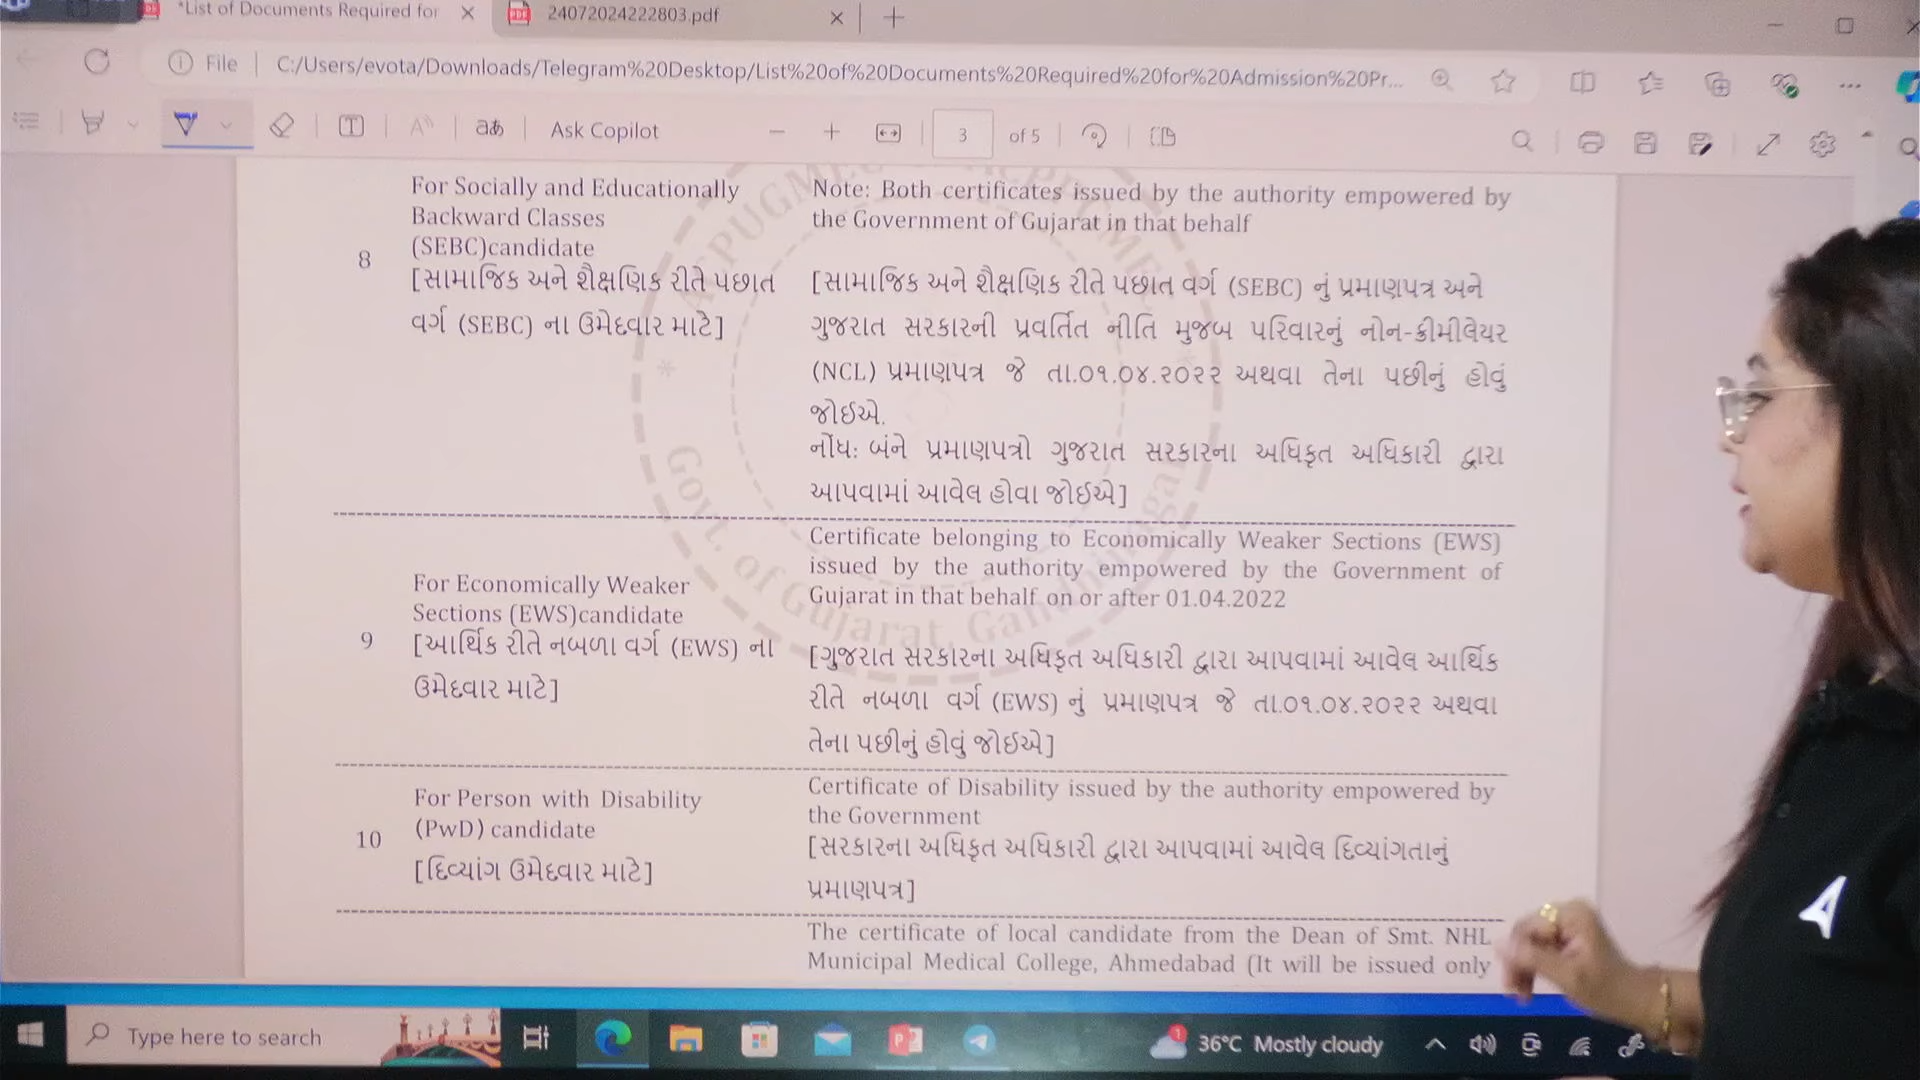 *List of Documents Required for
24072024222803.pdf
File
C:/Users/evota/Downloads/Telegram%20Desktop/List%20of%20Documents%20Required%20for%20Admission%20Pr...
Ask Copilot
3
of 5
8
For Socially and Educationally
Backward Classes
(SEBC)candidate
[સામાજિક અને શૈક્ષણિક રીતે પછાત
વર્ગ (SEBC) ના ઉમેદવાર માટે]
Note: Both certificates issued by the authority empowered by
the Government of Gujarat in that behalf
[સામાજિક અને શૈક્ષણિક રીતે પછાત વર્ગ (SEBC) નું પ્રમાણપત્ર અને
ગુજરાત સરકારની પ્રવર્તિત નીતિ મુજબ પરિવારનું નોન-ક્રીમીલેયર
(NCL) પ્રમાણપત્ર જે તા.૦૧.૦૪.૨૦૨૨ અથવા તેના પછીનું હોવું
જોઈએ.
નોંધ: બંને પ્રમાણપત્રો ગુજરાત સરકારના અધિકૃત અધિકારી દ્વારા
આપવામાં આવેલ હોવા જોઈએ]
9
For Economically Weaker
Sections (EWS)candidate
[આર્થિક રીતે નબળા વર્ગ (EWS) ના
ઉમેદવાર માટે]
Certificate belonging to Economically Weaker Sections (EWS)
issued by the authority empowered by the Government of
Gujarat in that behalf on or after 01.04.2022
[ગુજરાત સરકારના અધિકૃત અધિકારી દ્વારા આપવામાં આવેલ આર્થિક
રીતે નબળા વર્ગ (EWS) નું પ્રમાણપત્ર જે તા.૦૧.૦૪.૨૦૨૨ અથવા
તેના પછીનું હોવું જોઈએ]
10
For Person with Disability
(PwD) candidate
[દિવ્યાંગ ઉમેદવાર માટે]
Certificate of Disability issued by the authority empowered by
the Government
[સરકારના અધિકૃત અધિકારી દ્વારા આપવામાં આવેલ દિવ્યાંગતાનું
પ્રમાણપત્ર]
The certificate of local candidate from the Dean of Smt. NHL
Municipal Medical College, Ahmedabad (It will be issued only
Govt. of Gujarat, Gandhinagar
Type here to search
36°C Mostly cloudy